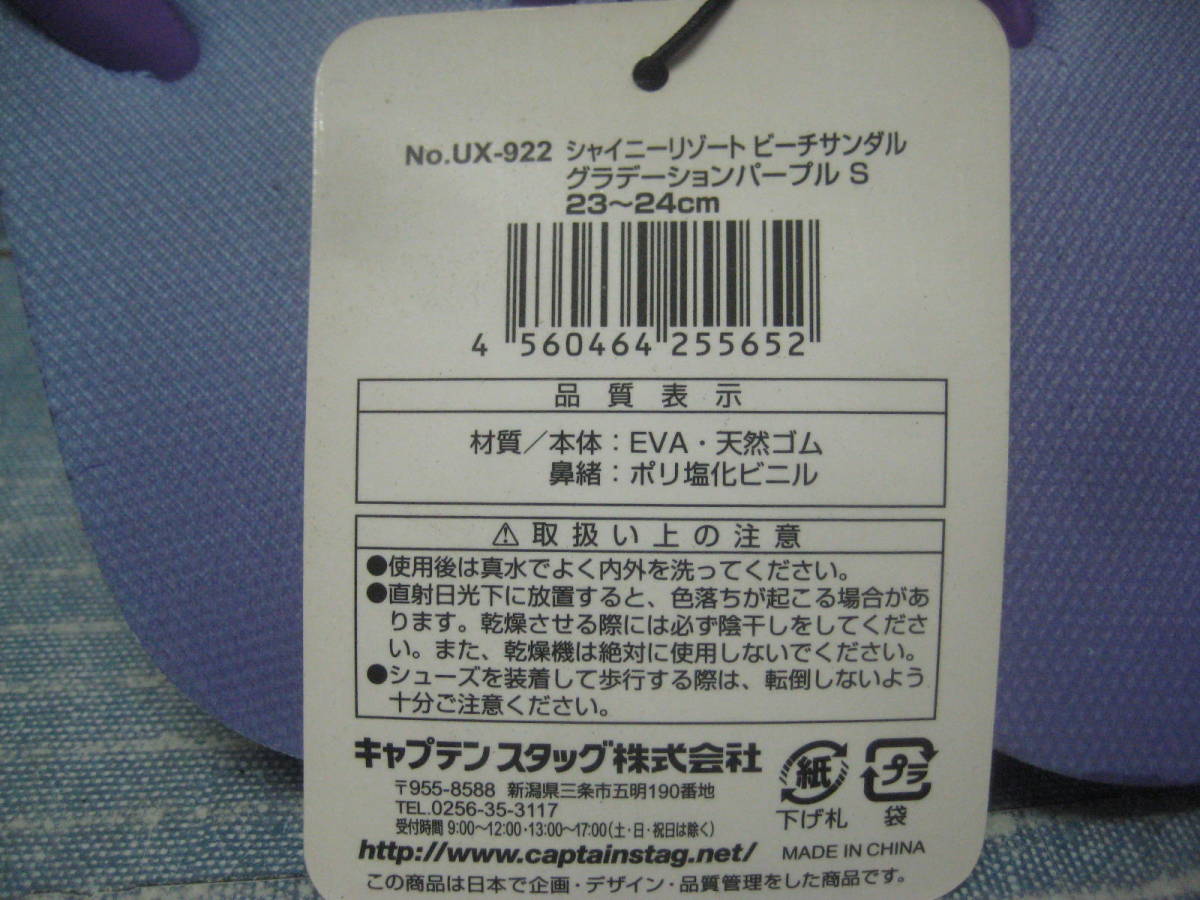 No.UX-922 シャイニーリゾート ビーチサンダル
グラデーションパープル S
23～24cm
4 560464 255652
品質表示
材質／本体：EVA・天然ゴム
鼻緒：ポリ塩化ビニル
⚠取扱い上の注意
●使用後は真水でよく内外を洗ってください。
●直射日光下に放置すると、色落ちが起こる場合があ
ります。乾燥させる際には必ず陰干しをしてくださ
い。また、乾燥機は絶対に使用しないでください。
●シューズを装着して歩行する際は、転倒しないよう
十分ご注意ください。
キャプテンスタッグ株式会社
〒955-8588 新潟県三条市五明190番地
TEL.0256-35-3117
受付時間 9:00～12:00・13:00～17:00（土・日・祝日は除く）
http://www.captainstag.net/
紙
下げ札
プラ
袋
MADE IN CHINA
この商品は日本で企画・デザイン・品質管理をした商品です。